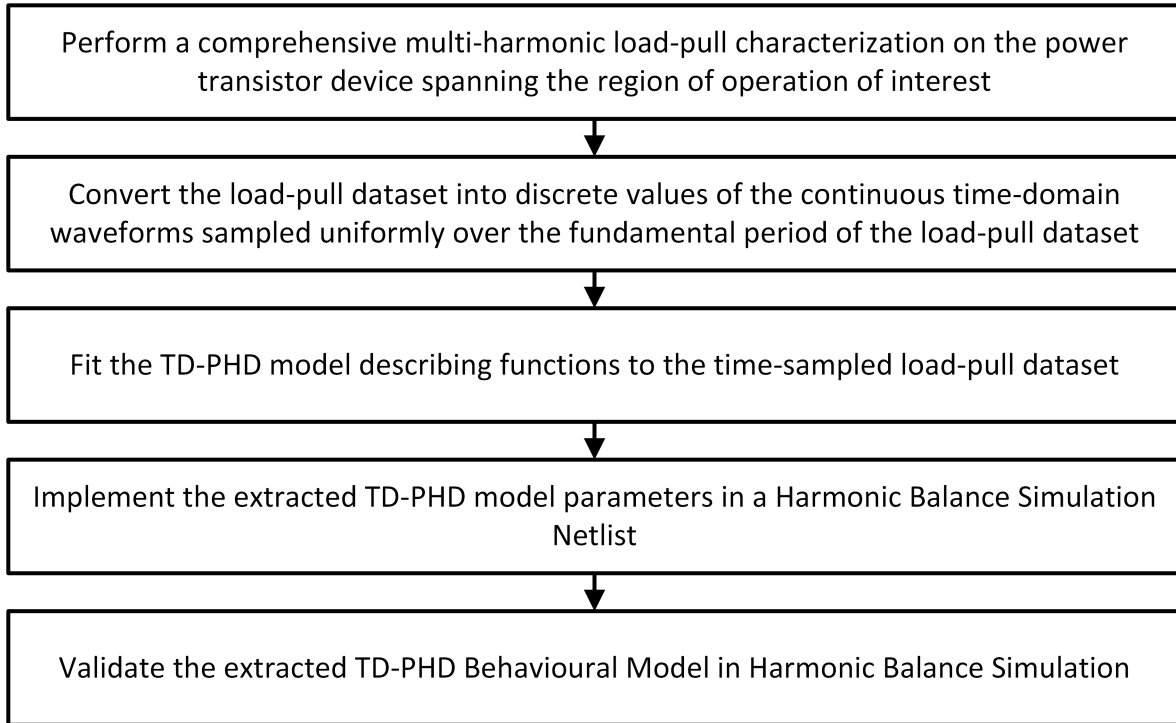 Perform a comprehensive multi-harmonic load-pull characterization on the power
transistor device spanning the region of operation of interest
Convert the load-pull dataset into discrete values of the continuous time-domain
waveforms sampled uniformly over the fundamental period of the load-pull dataset
Fit the TD-PHD model describing functions to the time-sampled load-pull dataset
Implement the extracted TD-PHD model parameters in a Harmonic Balance Simulation
Netlist
Validate the extracted TD-PHD Behavioural Model in Harmonic Balance Simulation